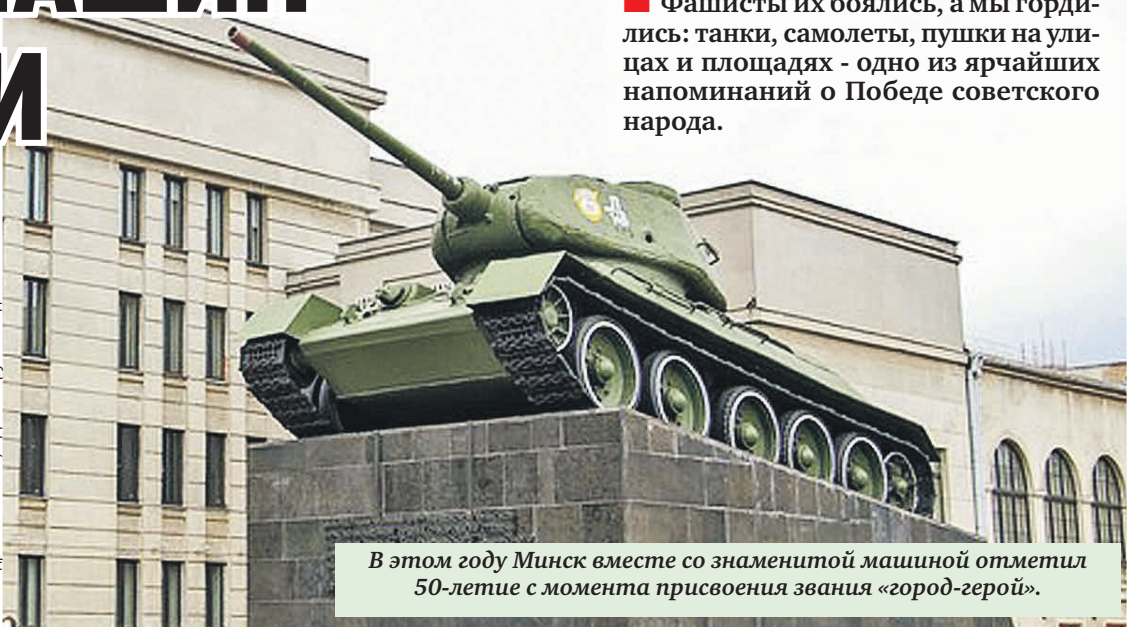 Фашисты их боялись, а мы горди-
лись: танки, самолеты, пушки на ули-
цах и площадях - одно из ярчайших
напоминаний о Победе советского
народа.
В этом году Минск вместе со знаменитой машиной отметил
50-летие с момента присвоения звания «город-герой».